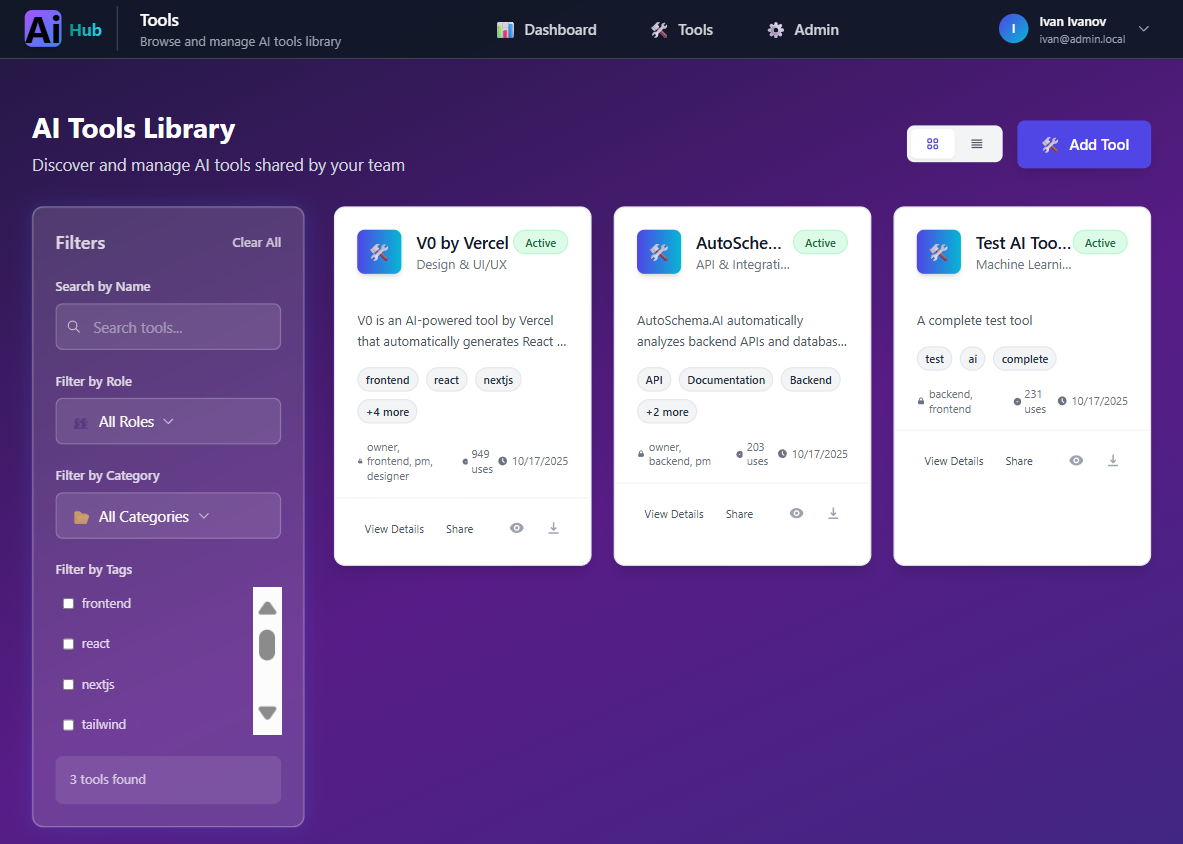 Ai Hub
Tools
Browse and manage AI tools library
Dashboard
Tools
Admin
I
Ivan Ivanov
ivan@admin.local
AI Tools Library
Discover and manage AI tools shared by your team
Add Tool
Filters
Clear All
Search by Name
Search tools...
Filter by Role
All Roles
Filter by Category
All Categories
Filter by Tags
frontend
react
nextjs
tailwind
3 tools found
V0 by Vercel
Active
Design & UI/UX
V0 is an AI-powered tool by Vercel
that automatically generates React ...
frontend
react
nextjs
+4 more
owner,
frontend, pm,
designer
949
uses
10/17/2025
View Details
Share
AutoSche...
Active
API & Integrati...
AutoSchema.AI automatically
analyzes backend APIs and databas...
API
Documentation
Backend
+2 more
owner,
backend, pm
203
uses
10/17/2025
View Details
Share
Test AI Too...
Active
Machine Learni...
A complete test tool
test
ai
complete
backend,
frontend
231
uses
10/17/2025
View Details
Share